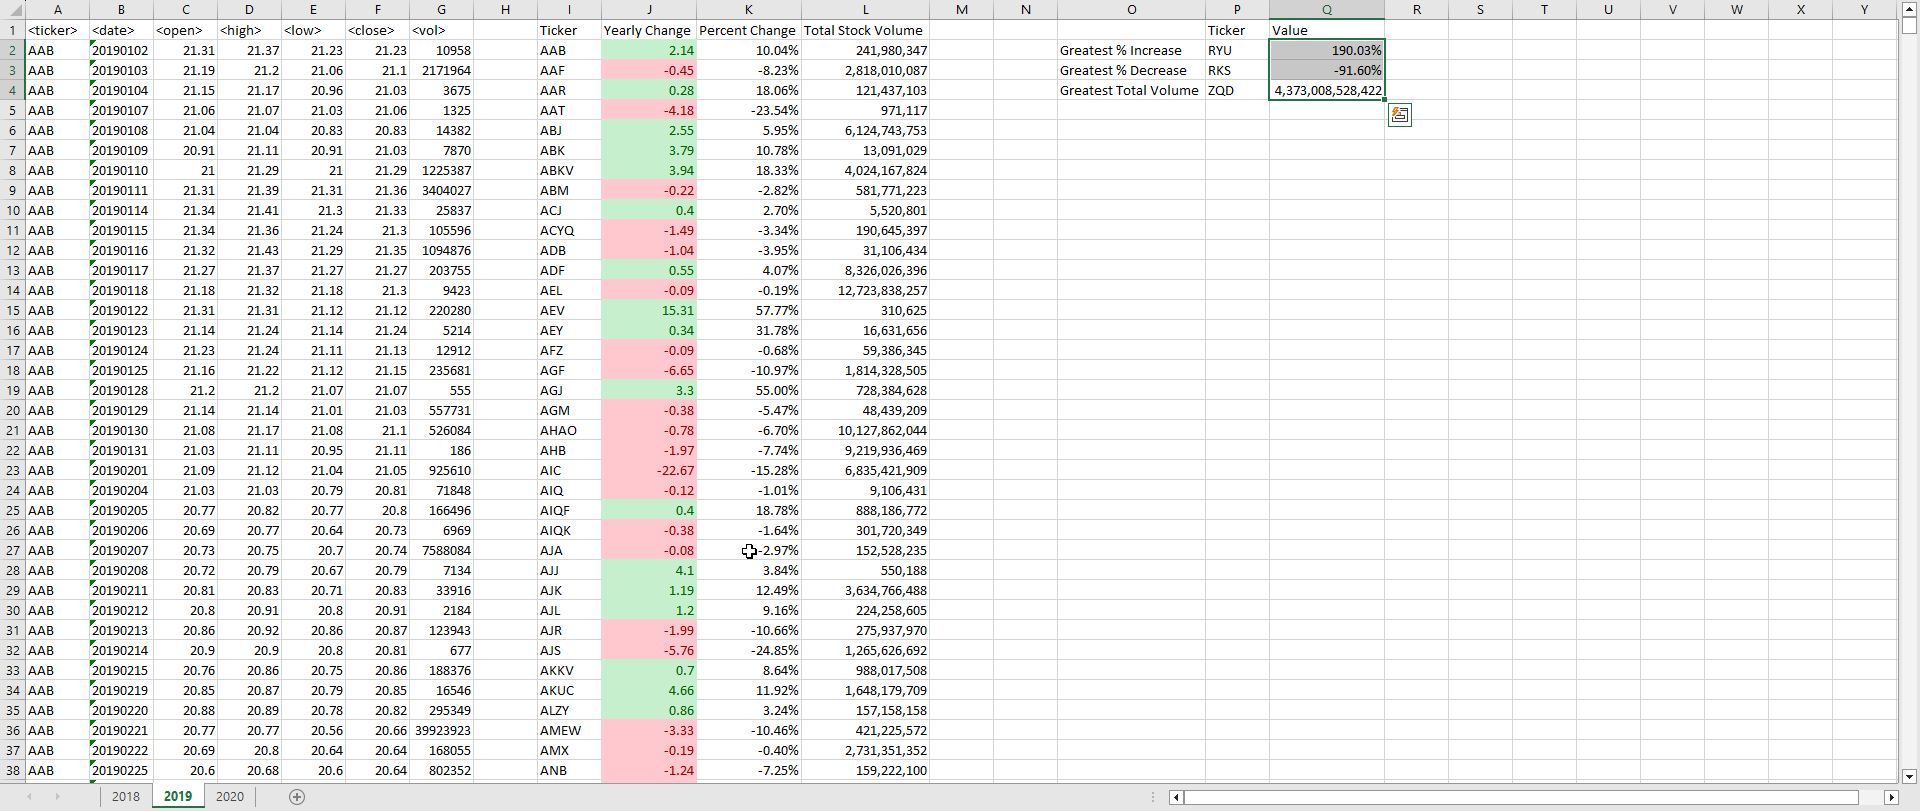 A B C D E F G H I J K L M N O P Q R S T U V W X Y
1 <ticker> <date> <open> <high> <low> <close> <vol> Ticker Yearly Change Percent Change Total Stock Volume Ticker Value
2 AAB 20190102 21.31 21.37 21.23 21.23 10958 AAB 2.14 10.04% 241,980,347 Greatest % Increase RYU 190.03%
3 AAB 20190103 21.19 21.2 21.06 21.1 2171964 AAF -0.45 -8.23% 2,818,010,087 Greatest % Decrease RKS -91.60%
4 AAB 20190104 21.15 21.17 20.96 21.03 3675 AAR 0.28 18.06% 121,437,103 Greatest Total Volume ZQD 4,373,008,528,422
5 AAB 20190107 21.06 21.07 21.03 21.06 1325 AAT -4.18 -23.54% 971,117
6 AAB 20190108 21.04 21.04 20.83 20.83 14382 ABJ 2.55 5.95% 6,124,743,753
7 AAB 20190109 20.91 21.11 20.91 21.03 7870 ABK 3.79 10.78% 13,091,029
8 AAB 20190110 21 21.29 21 21.29 1225387 ABKV 3.94 18.33% 4,024,167,824
9 AAB 20190111 21.31 21.39 21.31 21.36 3404027 ABM -0.22 -2.82% 581,771,223
10 AAB 20190114 21.34 21.41 21.3 21.33 25837 ACJ 0.4 2.70% 5,520,801
11 AAB 20190115 21.34 21.36 21.24 21.3 105596 ACYQ -1.49 -3.34% 190,645,397
12 AAB 20190116 21.32 21.43 21.29 21.35 1094876 ADB -1.04 -3.95% 31,106,434
13 AAB 20190117 21.27 21.37 21.27 21.27 203755 ADF 0.55 4.07% 8,326,026,396
14 AAB 20190118 21.18 21.32 21.18 21.3 9423 AEL -0.09 -0.19% 12,723,838,257
15 AAB 20190122 21.31 21.31 21.12 21.12 220280 AEV 15.31 57.77% 310,625
16 AAB 20190123 21.14 21.24 21.14 21.24 5214 AEY 0.34 31.78% 16,631,656
17 AAB 20190124 21.23 21.24 21.11 21.13 12912 AFZ -0.09 -0.68% 59,386,345
18 AAB 20190125 21.16 21.22 21.12 21.15 235681 AGF -6.65 -10.97% 1,814,328,505
19 AAB 20190128 21.2 21.2 21.07 21.07 555 AGJ 3.3 55.00% 728,384,628
20 AAB 20190129 21.14 21.14 21.01 21.03 557731 AGM -0.38 -5.47% 48,439,209
21 AAB 20190130 21.08 21.17 21.08 21.1 526084 AHAO -0.78 -6.70% 10,127,862,044
22 AAB 20190131 21.03 21.11 20.95 21.11 186 AHB -1.97 -7.74% 9,219,936,469
23 AAB 20190201 21.09 21.12 21.04 21.05 925610 AIC -22.67 -15.28% 6,835,421,909
24 AAB 20190204 21.03 21.03 20.79 20.81 71848 AIQ -0.12 -1.01% 9,106,431
25 AAB 20190205 20.77 20.82 20.77 20.8 166496 AIQF 0.4 18.78% 888,186,772
26 AAB 20190206 20.69 20.77 20.64 20.73 6969 AIQK -0.38 -1.64% 301,720,349
27 AAB 20190207 20.73 20.75 20.7 20.74 7588084 AJA -0.08 -2.97% 152,528,235
28 AAB 20190208 20.72 20.79 20.67 20.79 7134 AJJ 4.1 3.84% 550,188
29 AAB 20190211 20.81 20.83 20.71 20.83 33916 AJK 1.19 12.49% 3,634,766,488
30 AAB 20190212 20.8 20.91 20.8 20.91 2184 AJL 1.2 9.16% 224,258,605
31 AAB 20190213 20.86 20.92 20.86 20.87 123943 AJR -1.99 -10.66% 275,937,970
32 AAB 20190214 20.9 20.9 20.8 20.81 677 AJS -5.76 -24.85% 1,265,626,692
33 AAB 20190215 20.76 20.86 20.75 20.86 188376 AKKV 0.7 8.64% 988,017,508
34 AAB 20190219 20.85 20.87 20.79 20.85 16546 AKUC 4.66 11.92% 1,648,179,709
35 AAB 20190220 20.88 20.89 20.78 20.82 295349 ALZY 0.86 3.24% 157,158,158
36 AAB 20190221 20.77 20.77 20.56 20.66 39923923 AMEW -3.33 -10.46% 421,225,572
37 AAB 20190222 20.69 20.8 20.64 20.64 168055 AMX -0.19 -0.40% 2,731,351,352
38 AAB 20190225 20.6 20.68 20.6 20.64 802352 ANB -1.24 -7.25% 159,222,100
2018 2019 2020